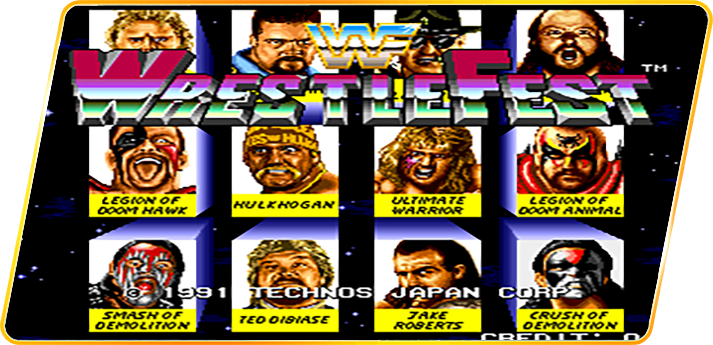 WF
WRESTLEFEST
TM
LEGION OF
DOOM HAWK
HULK HOGAN
ULTIMATE
WARRIOR
LEGION OF
DOOM ANIMAL
© 1991 TECHNOS JAPAN CORP.
SMASH OF
DEMOLITION
TED DIBIASE
JAKE
ROBERTS
CRUSH OF
DEMOLITION
CREDIT: 0